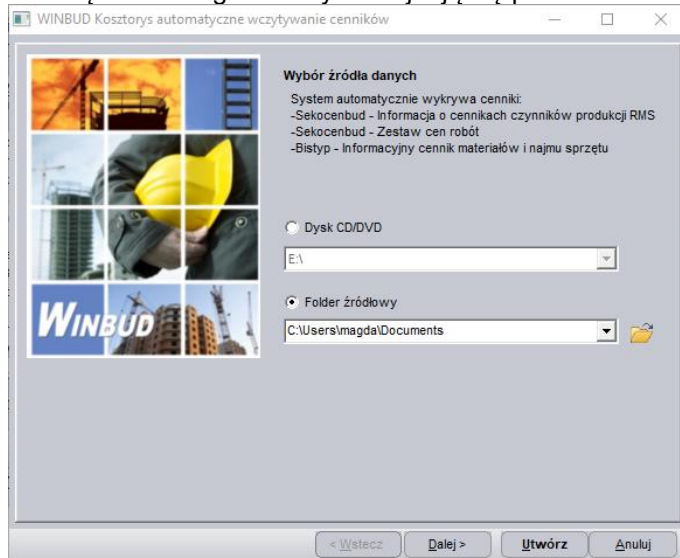 WINBUD Kosztorys automatyczne wczytywanie cenników
Wybór źródła danych
System automatycznie wykrywa cenniki:
-Sekocenbud - Informacja o cennikach czynników produkcji RMS
-Sekocenbud - Zestaw cen robót
-Bistyp - Informacyjny cennik materiałów i najmu sprzętu
Dysk CD/DVD
E:\
Folder źródłowy
C:\Users\magda\Documents
WINBUD
< Wstecz
Dalej >
Utwórz
Anuluj